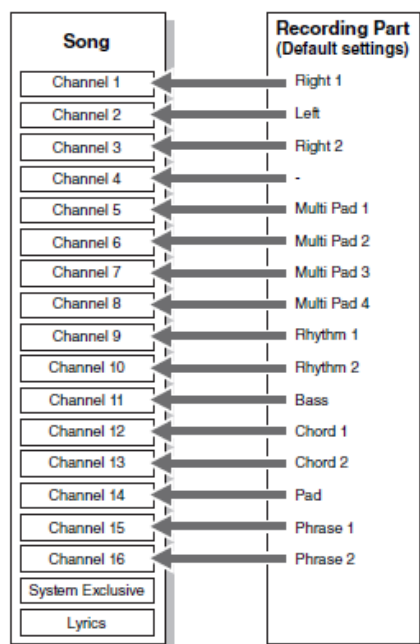 Song
Recording Part
(Default settings)
Channel 1
Right 1
Channel 2
Left
Channel 3
Right 2
Channel 4
-
Channel 5
Multi Pad 1
Channel 6
Multi Pad 2
Channel 7
Multi Pad 3
Channel 8
Multi Pad 4
Channel 9
Rhythm 1
Channel 10
Rhythm 2
Channel 11
Bass
Channel 12
Chord 1
Channel 13
Chord 2
Channel 14
Pad
Channel 15
Phrase 1
Channel 16
Phrase 2
System Exclusive
Lyrics